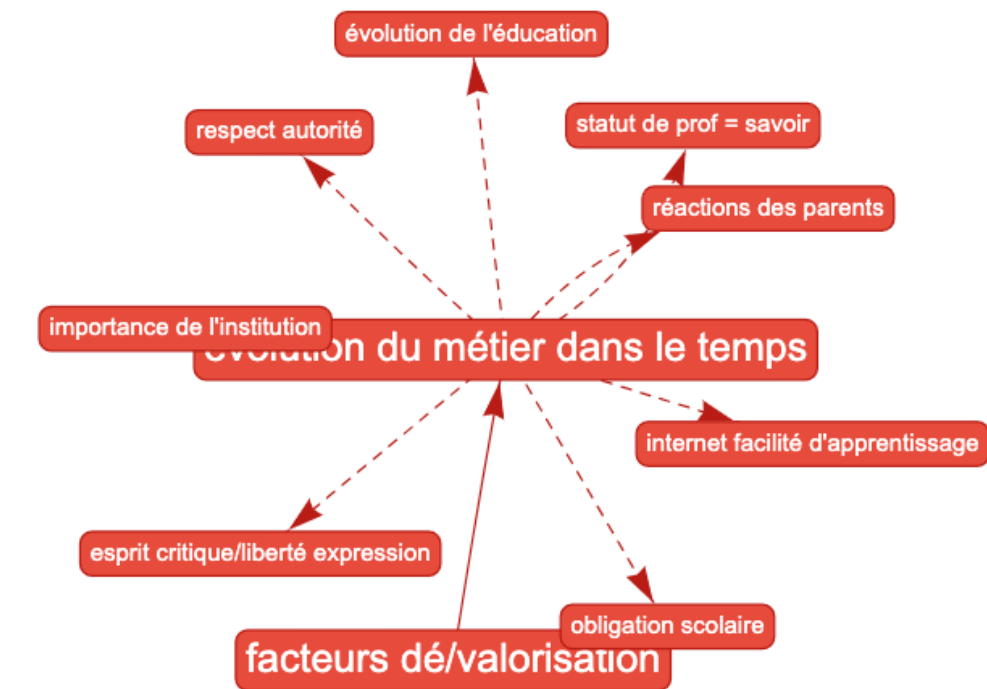 évolution de l'éducation
statut de prof = savoir
respect autorité
réactions des parents
importance de l'institution
évolution du métier dans le temps
internet facilité d'apprentissage
esprit critique/liberté expression
obligation scolaire
facteurs dé/valorisation